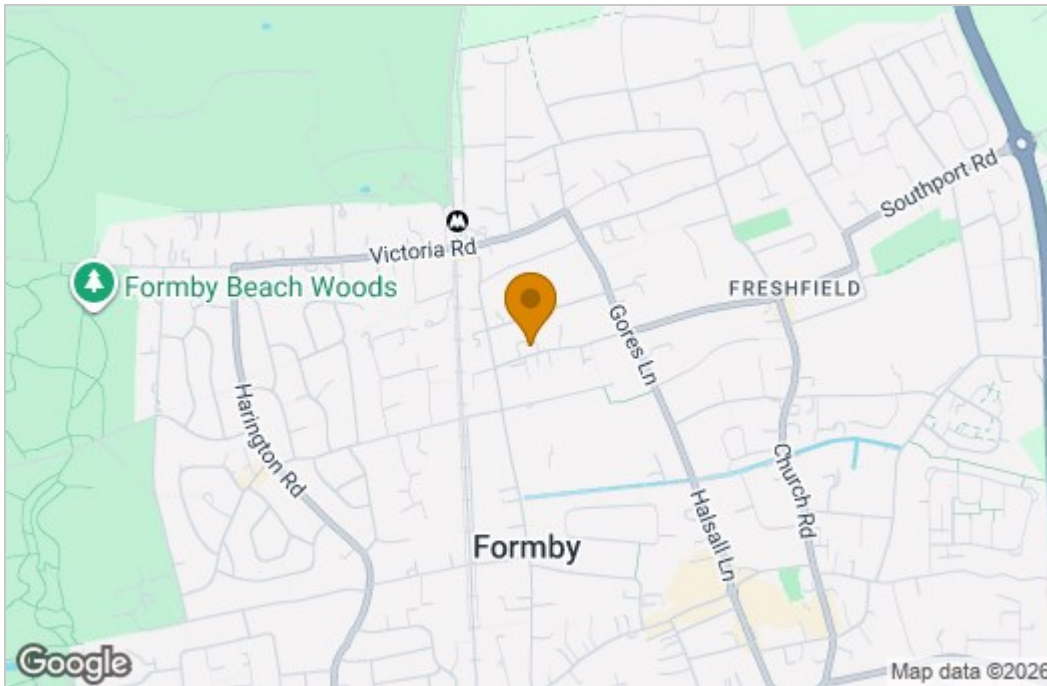 Southport Rd
Victoria Rd
Formby Beach Woods
FRESHFIELD
Gores Ln
Harington Rd
Church Rd
Halsall Ln
Formby
Google
Map data ©2026